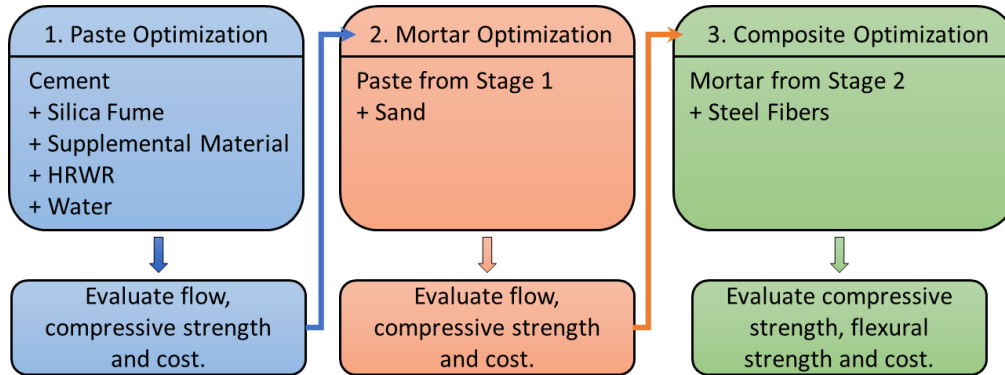 1. Paste Optimization
Cement
+ Silica Fume
+ Supplemental Material
+ HRWR
+ Water
Evaluate flow,
compressive strength
and cost.
2. Mortar Optimization
Paste from Stage 1
+ Sand
Evaluate flow,
compressive strength
and cost.
3. Composite Optimization
Mortar from Stage 2
+ Steel Fibers
Evaluate compressive
strength, flexural
strength and cost.